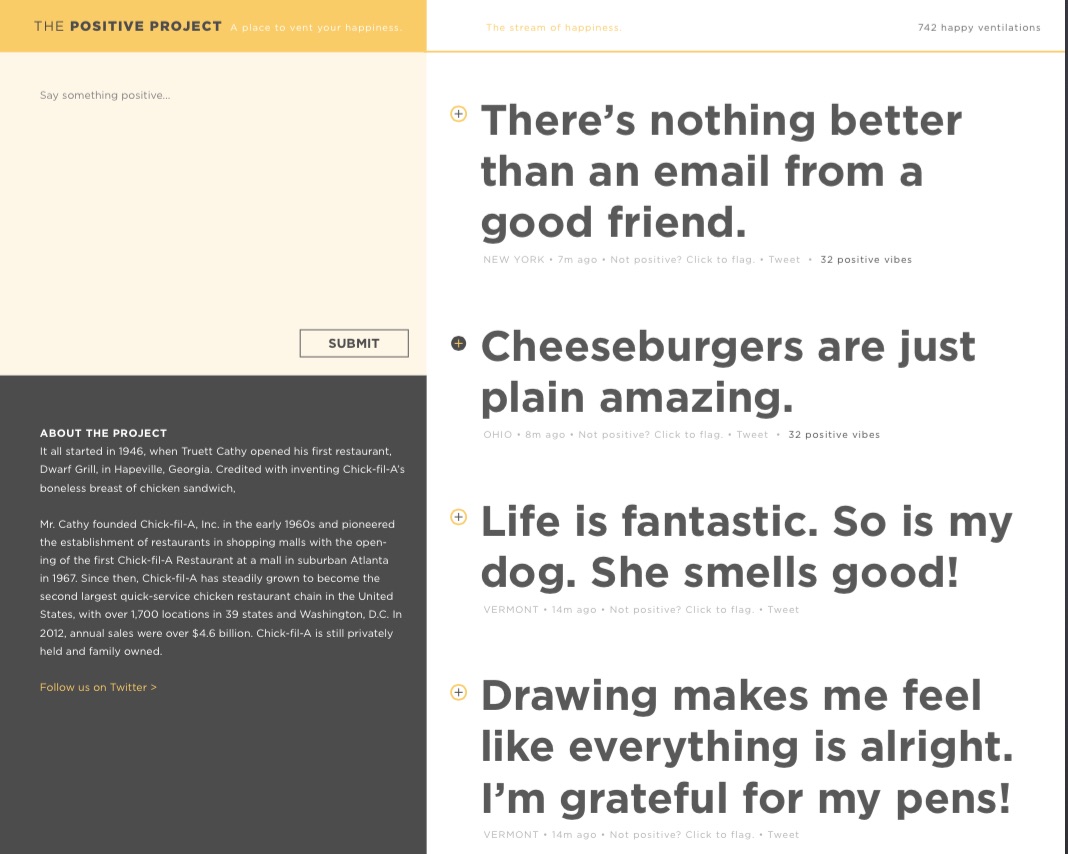 THE POSITIVE PROJECT A place to vent your happiness.
The stream of happiness.
742 happy ventilations
Say something positive...
SUBMIT
ABOUT THE PROJECT
It all started in 1946, when Truett Cathy opened his first restaurant,
Dwarf Grill, in Hapeville, Georgia. Credited with inventing Chick-fil-A's
boneless breast of chicken sandwich,
Mr. Cathy founded Chick-fil-A, Inc. in the early 1960s and pioneered
the establishment of restaurants in shopping malls with the open-
ing of the first Chick-fil-A Restaurant at a mall in suburban Atlanta
in 1967. Since then, Chick-fil-A has steadily grown to become the
second largest quick-service chicken restaurant chain in the United
States, with over 1,700 locations in 39 states and Washington, D.C. In
2012, annual sales were over $4.6 billion. Chick-fil-A is still privately
held and family owned.
Follow us on Twitter >
There’s nothing better
than an email from a
good friend.
NEW YORK • 7m ago • Not positive? Click to flag. • Tweet • 32 positive vibes
Cheeseburgers are just
plain amazing.
OHIO • 8m ago • Not positive? Click to flag. • Tweet • 32 positive vibes
Life is fantastic. So is my
dog. She smells good!
VERMONT • 14m ago • Not positive? Click to flag. • Tweet
Drawing makes me feel
like everything is alright.
I’m grateful for my pens!
VERMONT • 14m ago • Not positive? Click to flag. • Tweet